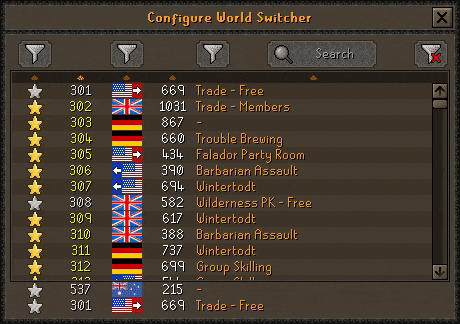 Configure World Switcher
Search
301 669 Trade - Free
302 1031 Trade - Members
303 867 -
304 660 Trouble Brewing
305 434 Falador Party Room
306 390 Barbarian Assault
307 694 Wintertodt
308 582 Wilderness PK - Free
309 617 Wintertodt
310 388 Barbarian Assault
311 737 Wintertodt
312 699 Group Skilling
537 215 -
301 669 Trade - Free